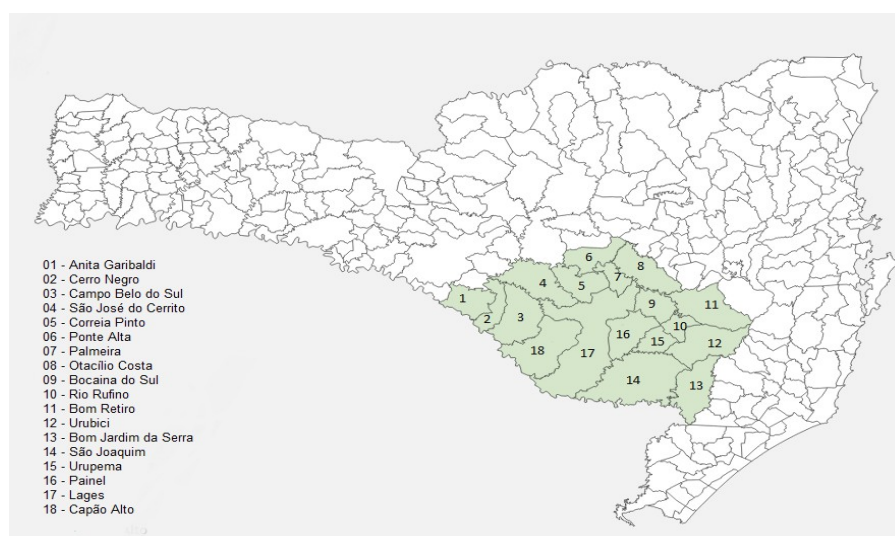 01 - Anita Garibaldi
02 - Cerro Negro
03 - Campo Belo do Sul
04 - São José do Cerrito
05 - Correia Pinto
06 - Ponte Alta
07 - Palmeira
08 - Otacílio Costa
09 - Bocaina do Sul
10 - Rio Rufino
11 - Bom Retiro
12 - Urubici
13 - Bom Jardim da Serra
14 - São Joaquim
15 - Urupema
16 - Painel
17 - Lages
18 - Capão Alto
6
8
7
4
5
1
9
11
2
3
16
10
15
12
18
17
14
13